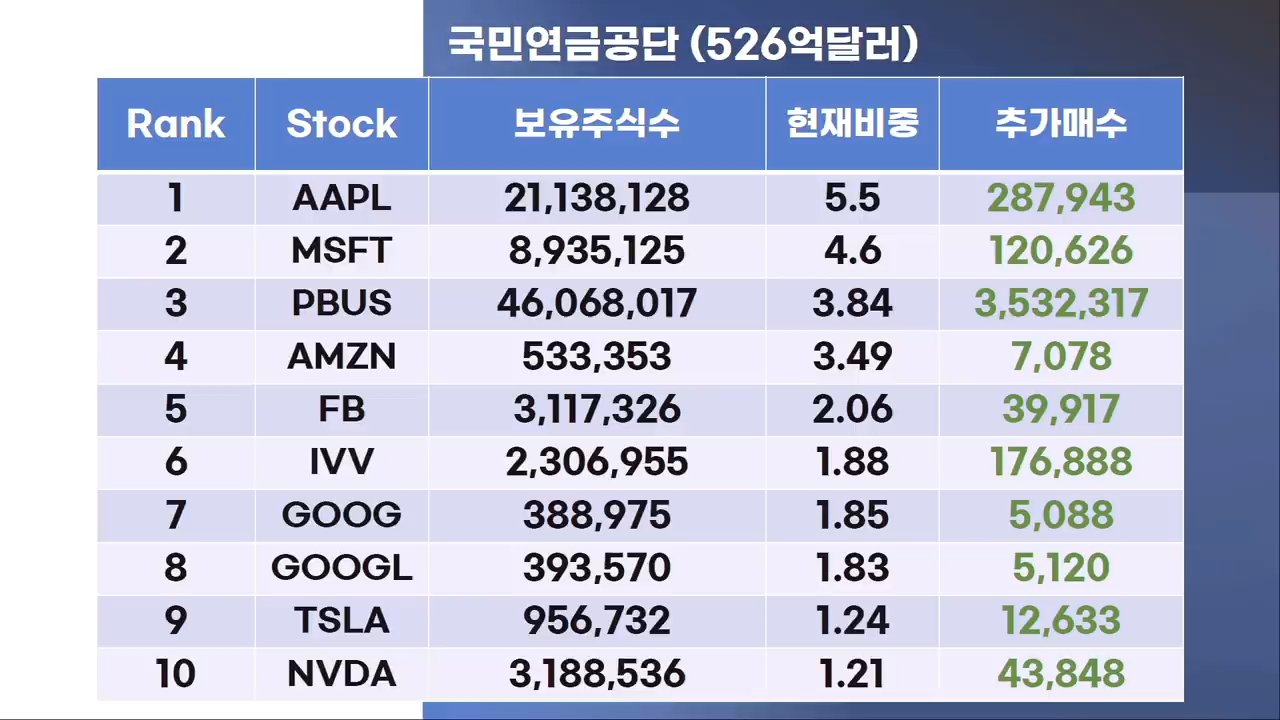 국민연금공단 (526억달러)
Rank Stock 보유주식수 현재비중 추가매수
1 AAPL 21,138,128 5.5 287,943
2 MSFT 8,935,125 4.6 120,626
3 PBUS 46,068,017 3.84 3,532,317
4 AMZN 533,353 3.49 7,078
5 FB 3,117,326 2.06 39,917
6 IVV 2,306,955 1.88 176,888
7 GOOG 388,975 1.85 5,088
8 GOOGL 393,570 1.83 5,120
9 TSLA 956,732 1.24 12,633
10 NVDA 3,188,536 1.21 43,848